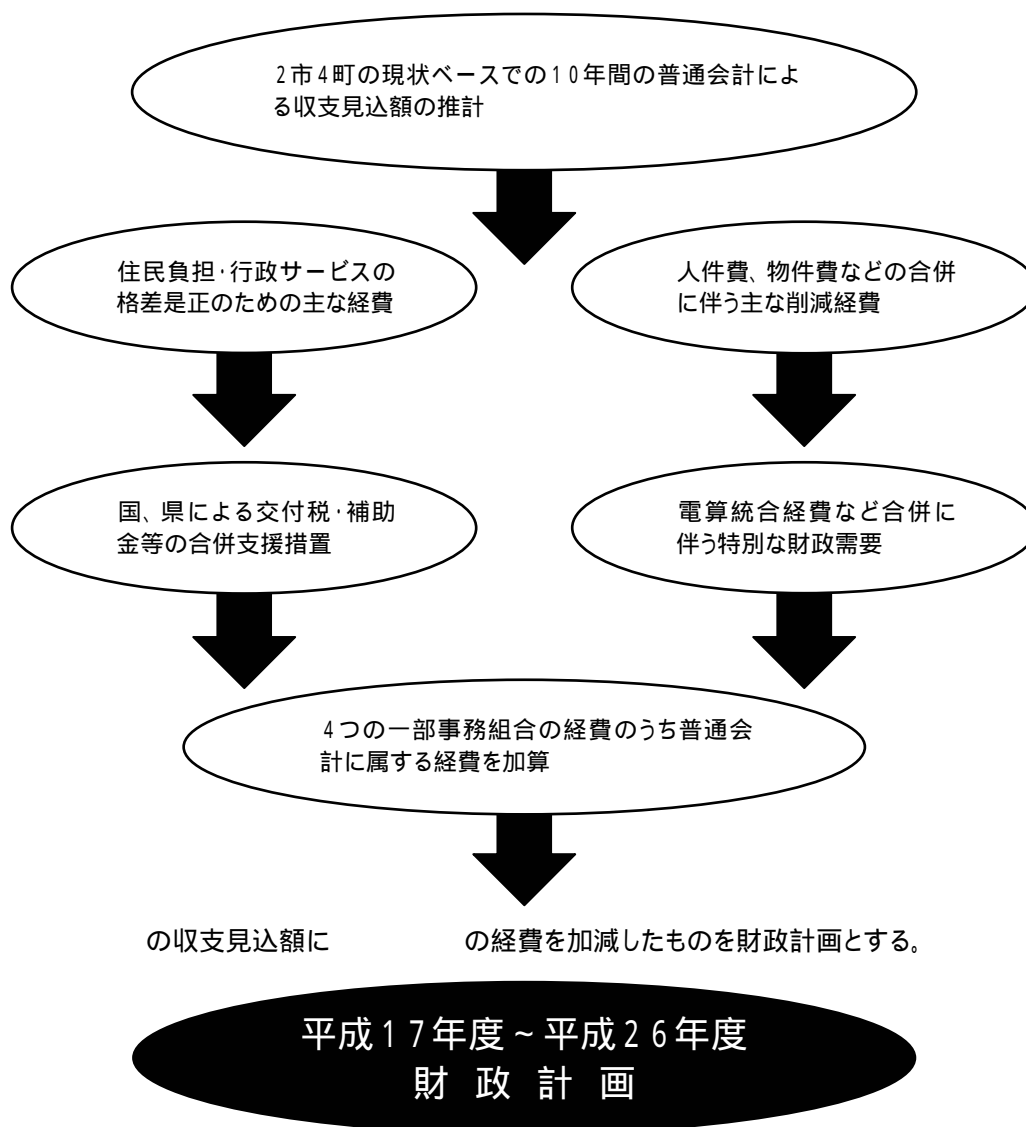 2市4町の現状ベースでの10年間の普通会計によ
る収支見込額の推計
住民負担・行政サービスの
格差是正のための主な経費
人件費、物件費などの合併
に伴う主な削減経費
国、県による交付税・補助
金等の合併支援措置
電算統合経費など合併に
伴う特別な財政需要
4つの一部事務組合の経費のうち普通会
計に属する経費を加算
の収支見込額に　　　の経費を加減したものを財政計画とする。
平成17年度~平成26年度
財政計画